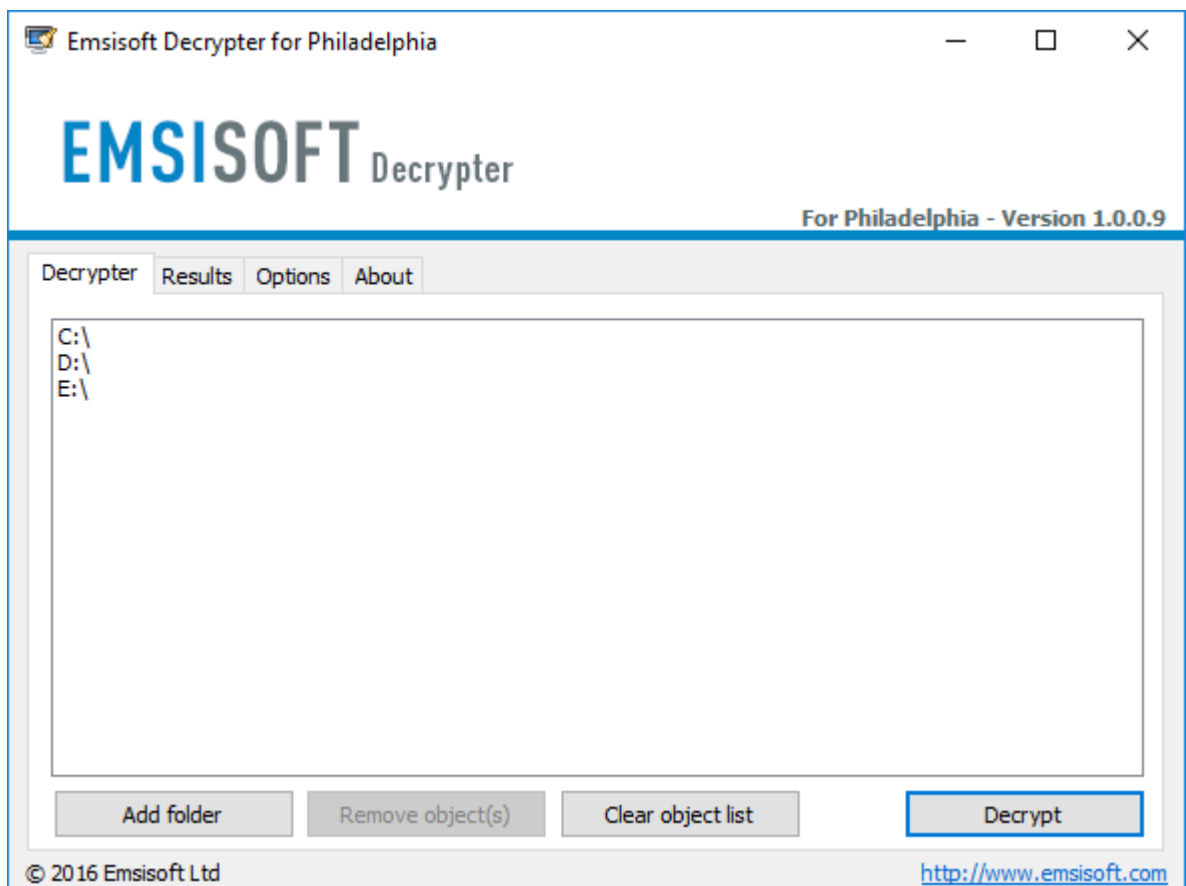 Emsisoft Decrypter for Philadelphia
EMSISOFT Decrypter
For Philadelphia - Version 1.0.0.9
Decrypter Results Options About
C:\
D:\
E:\
Add folder Remove object(s) Clear object list Decrypt
© 2016 Emsisoft Ltd http://www.emsisoft.com